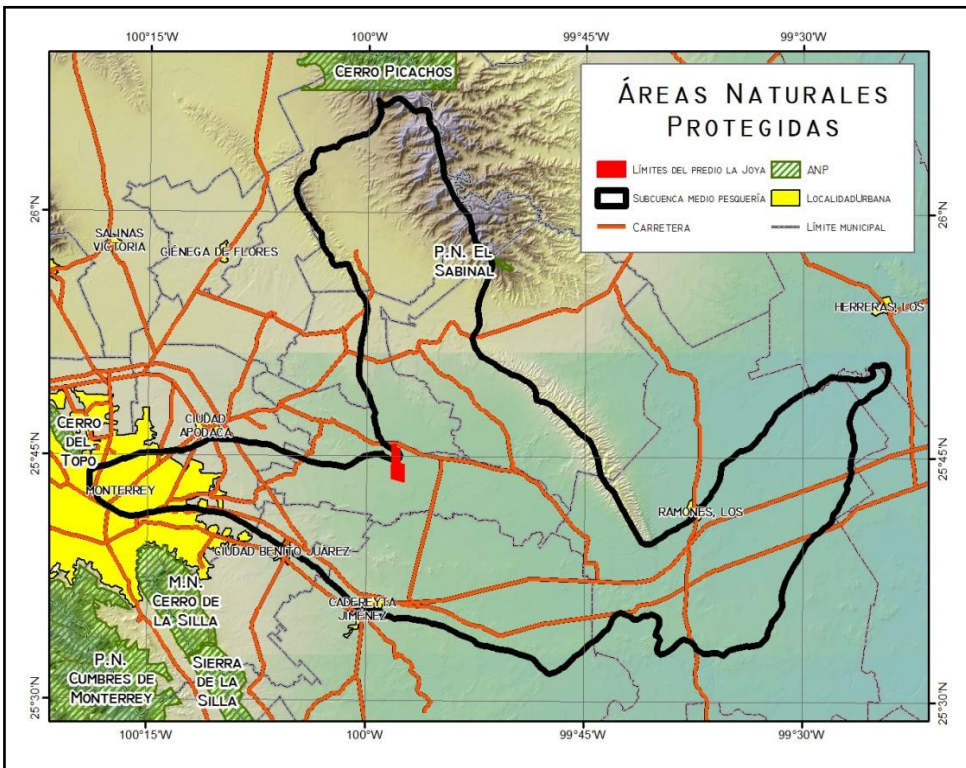 100°15'W
100°W
99°45'W
99°30'W
CERRO PICACHOS
ÁREAS NATURALES
PROTEGIDAS
LÍMITES DEL PREDIO LA JOYA
ANP
SUBCUENCA MEDIO PESQUERÍA
LOCALIDADURBANA
CARRETERA
LÍMITE MUNICIPAL
26°N
26°N
SALINAS
VICTORIA
CIÉNEGA DE FLORES
P.N. EL
SABINAL
HERRERAS, LOS
CERRO
DEL
TOPO
CIUDAD
APODACA
25°45'N
25°45'N
MONTERREY
RAMONES, LOS
CIUDAD BENITO JUÁREZ
M.N.
CERRO DE
LA SILLA
CADEREYTA
JIMÉNEZ
P.N.
CUMBRES DE
MONTERREY
SIERRA
DE LA
SILLA
25°30'N
25°30'N
100°15'W
100°W
99°45'W
99°30'W